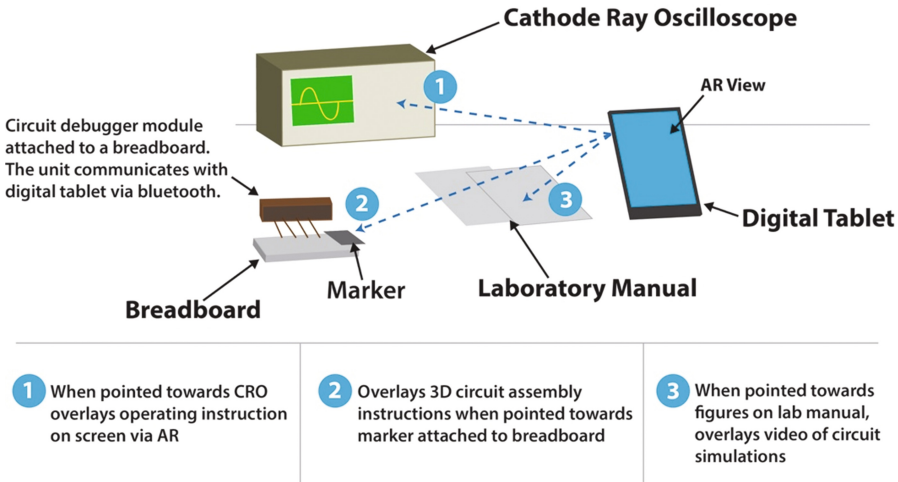 Cathode Ray Oscilloscope
1
AR View
Circuit debugger module
attached to a breadboard.
The unit communicates with
digital tablet via bluetooth.
2
3
Digital Tablet
Laboratory Manual
Marker
Breadboard
1
When pointed towards CRO
overlays operating instruction
on screen via AR
2
Overlays 3D circuit assembly
instructions when pointed towards
marker attached to breadboard
3
When pointed towards
figures on lab manual,
overlays video of circuit
simulations